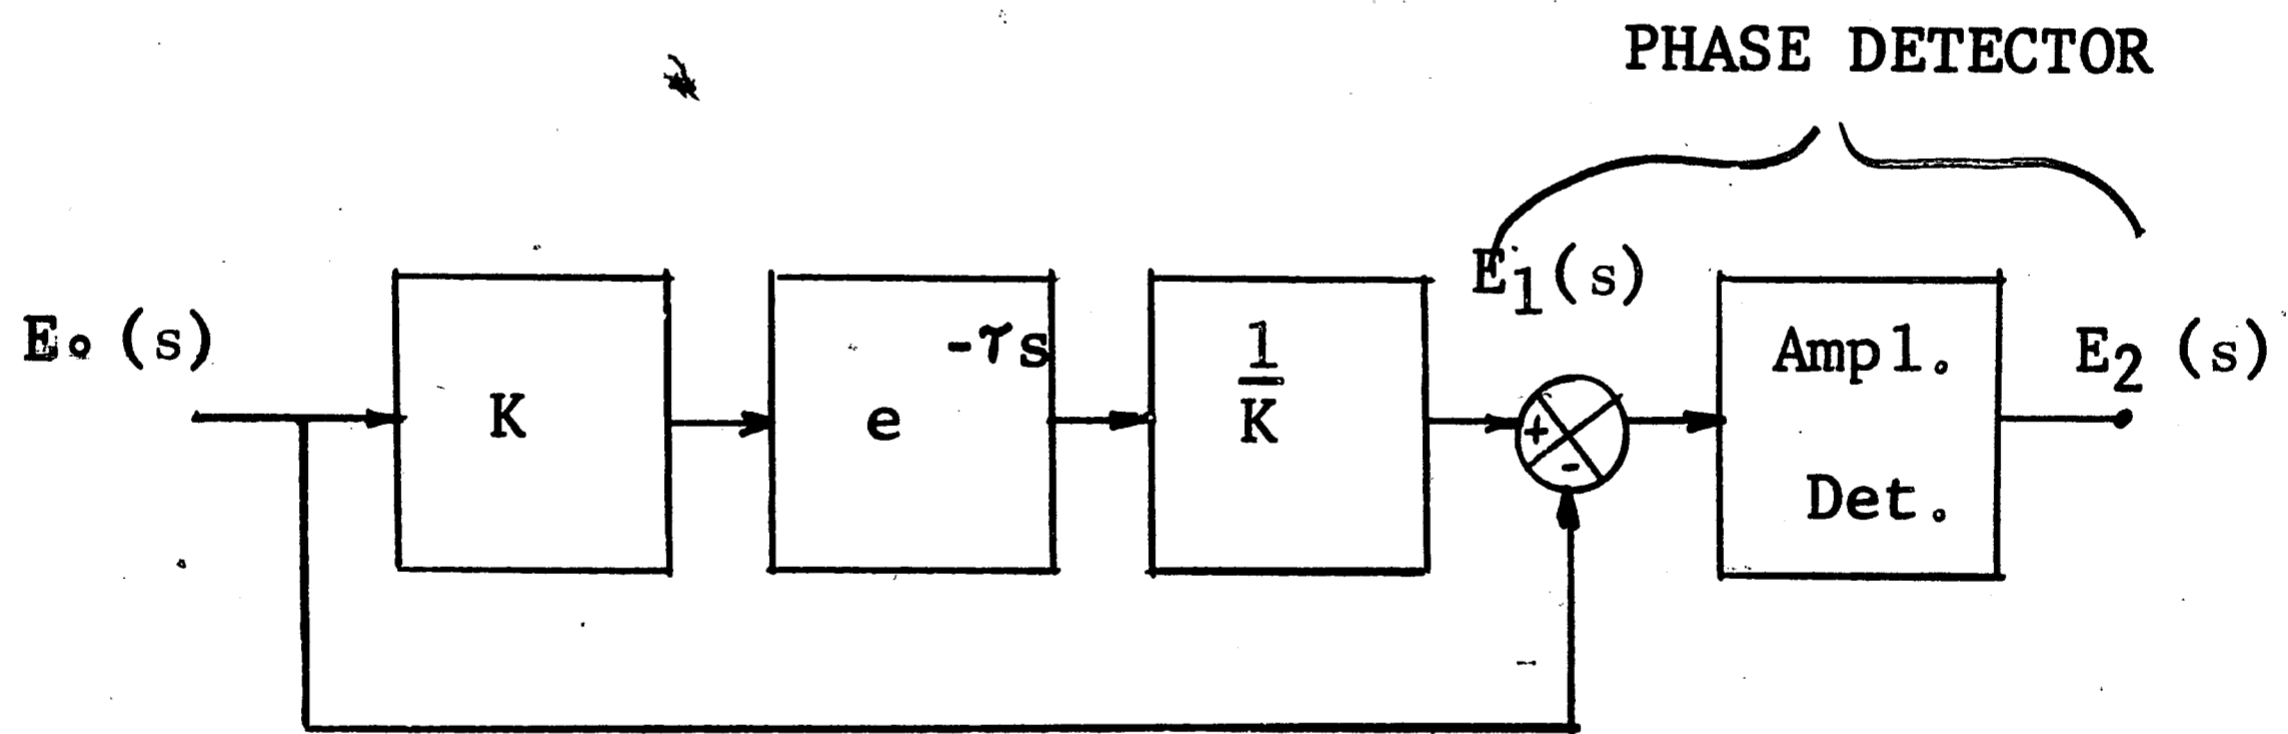 PHASE DETECTOR
E₀(s)
K
e^-τs
1
K
E₁(s)
+
-
Ampl.
Det.
E₂(s)